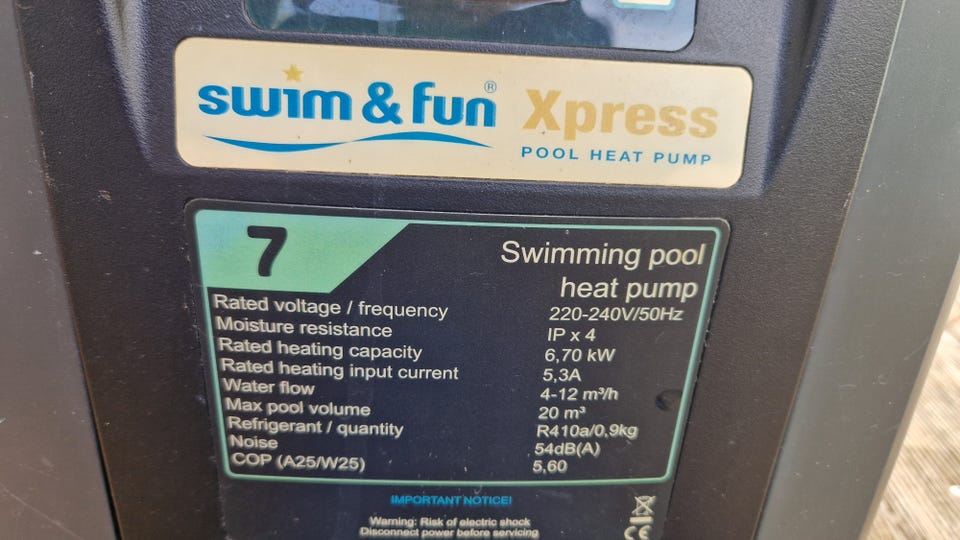 swim & fun® Xpress
POOL HEAT PUMP
7
Swimming pool
heat pump
Rated voltage / frequency 220-240V/50Hz
Moisture resistance IP x 4
Rated heating capacity 6,70 kW
Rated heating input current 5,3A
Water flow 4-12 m³/h
Max pool volume 20 m³
Refrigerant / quantity R410a/0,9kg
Noise 54dB(A)
COP (A25/W25) 5,60
IMPORTANT NOTICE!
Warning: Risk of electric shock
Disconnect power before servicing
CE